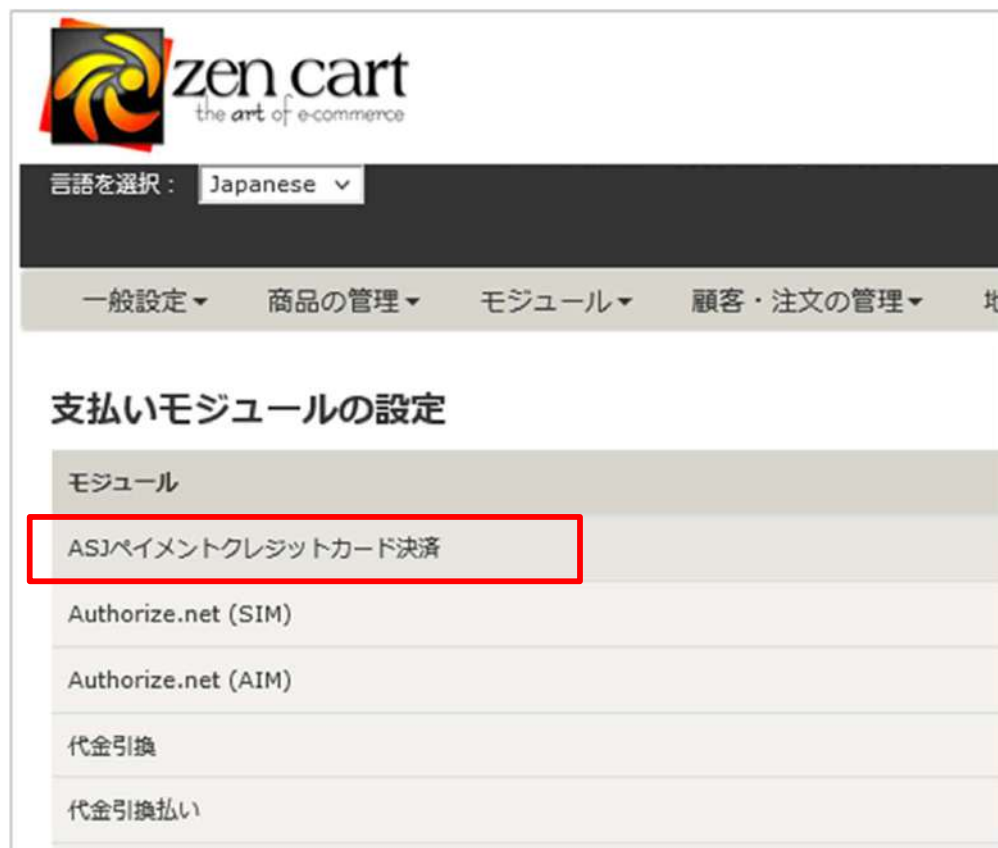 zen cart
the art of e-commerce
言語を選択： Japanese
一般設定▾ 商品の管理▾ モジュール▾ 顧客・注文の管理▾
支払いモジュールの設定
モジュール
ASJペイメントクレジットカード決済
Authorize.net (SIM)
Authorize.net (AIM)
代金引換
代金引換払い